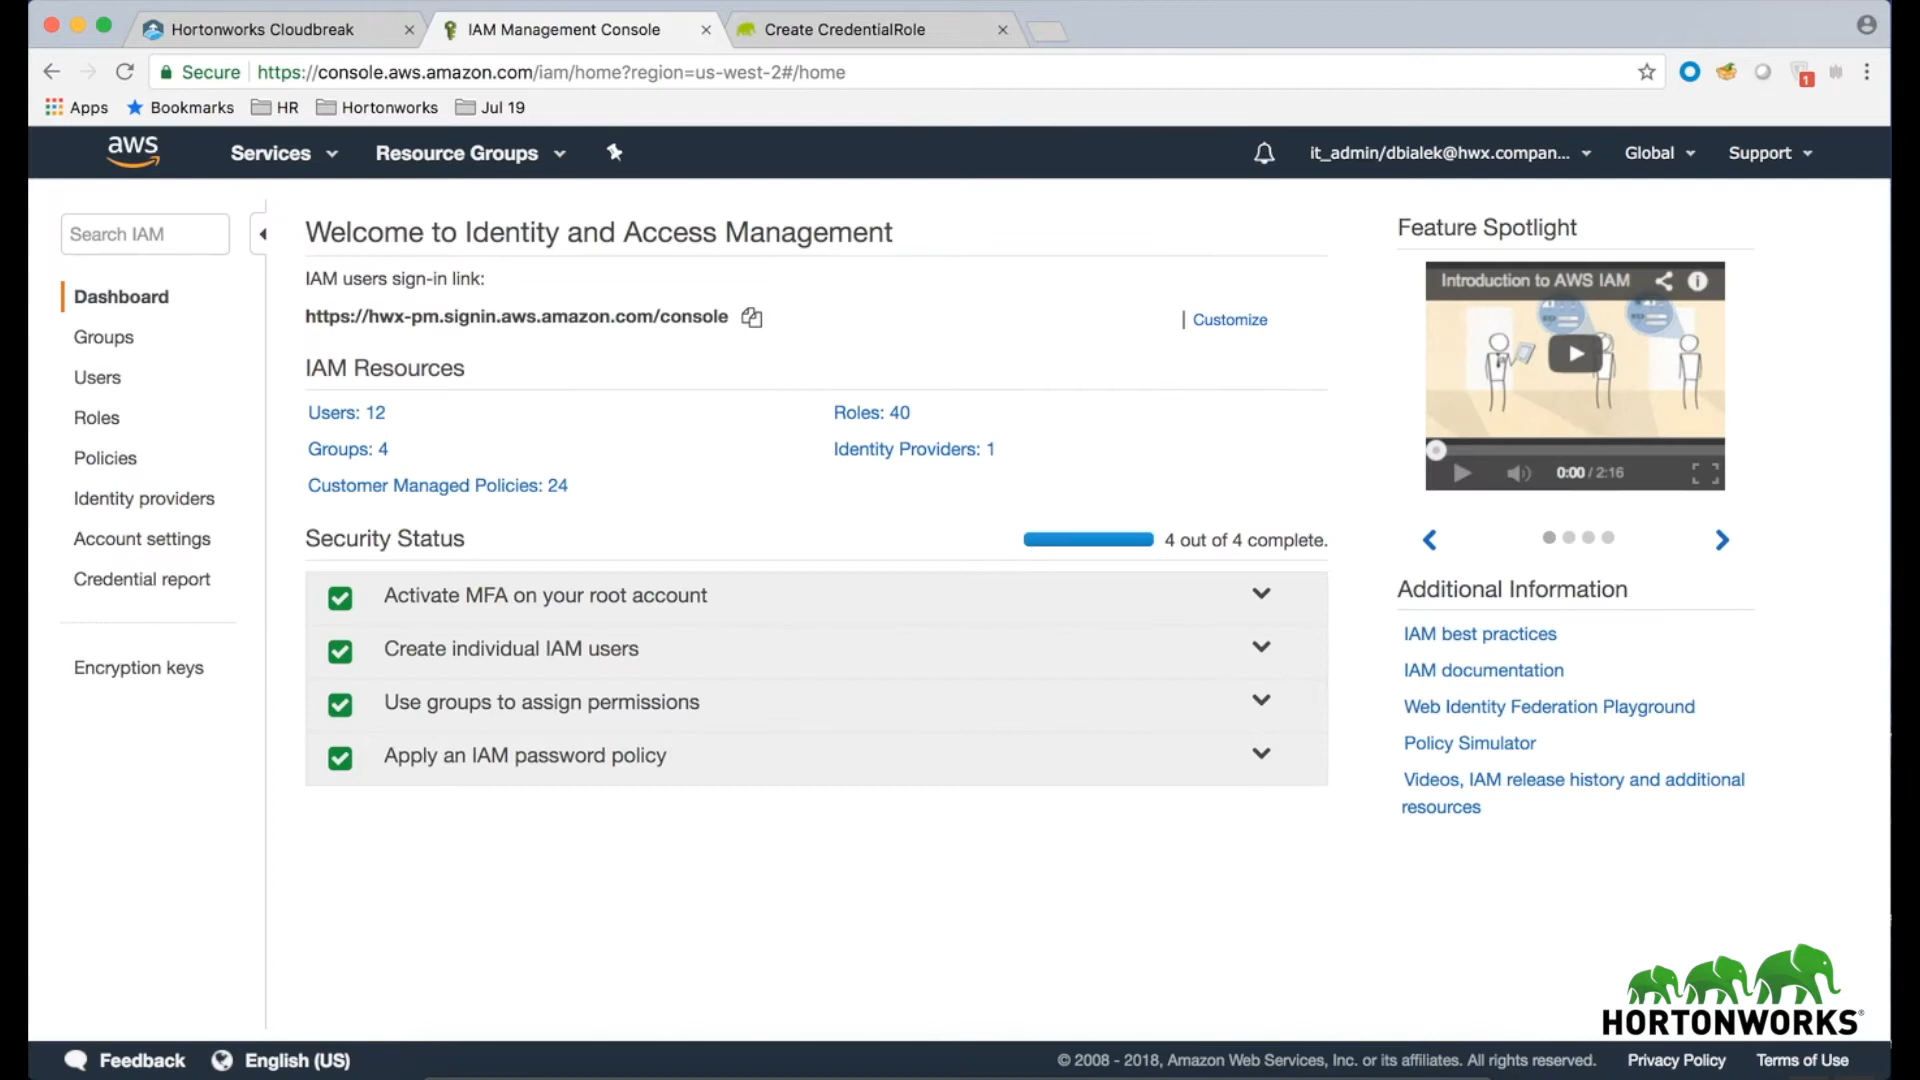 Hortonworks Cloudbreak
IAM Management Console
Create CredentialRole
Secure
https://console.aws.amazon.com/iam/home?region=us-west-2#/home
1
Apps
Bookmarks
HR
Hortonworks
Jul 19
aws
Services
Resource Groups
it_admin/dbialek@hwx.compan...
Global
Support
Search IAM
Dashboard
Groups
Users
Roles
Policies
Identity providers
Account settings
Credential report
Encryption keys
Welcome to Identity and Access Management
IAM users sign-in link:
https://hwx-pm.signin.aws.amazon.com/console
| Customize
IAM Resources
Users: 12
Roles: 40
Groups: 4
Identity Providers: 1
Customer Managed Policies: 24
Security Status
4 out of 4 complete.
Activate MFA on your root account
Create individual IAM users
Use groups to assign permissions
Apply an IAM password policy
Feature Spotlight
Introduction to AWS IAM
0:00 / 2:16
Additional Information
IAM best practices
IAM documentation
Web Identity Federation Playground
Policy Simulator
Videos, IAM release history and additional
resources
HORTONWORKS®
Feedback
English (US)
© 2008 - 2018, Amazon Web Services, Inc. or its affiliates. All rights reserved.
Privacy Policy
Terms of Use